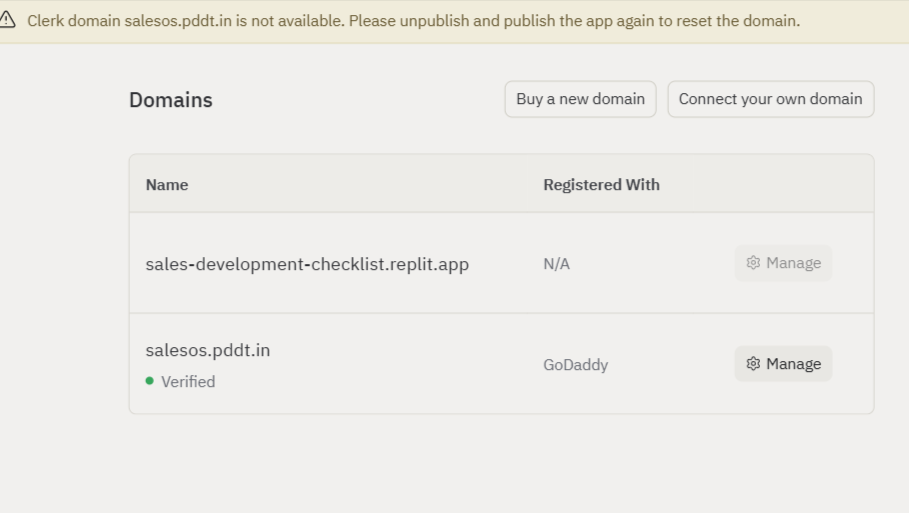 Clerk domain salesos.pddt.in is not available. Please unpublish and publish the app again to reset the domain.
Domains
Buy a new domain
Connect your own domain
Name
Registered With
sales-development-checklist.replit.app
N/A
Manage
salesos.pddt.in
Verified
GoDaddy
Manage